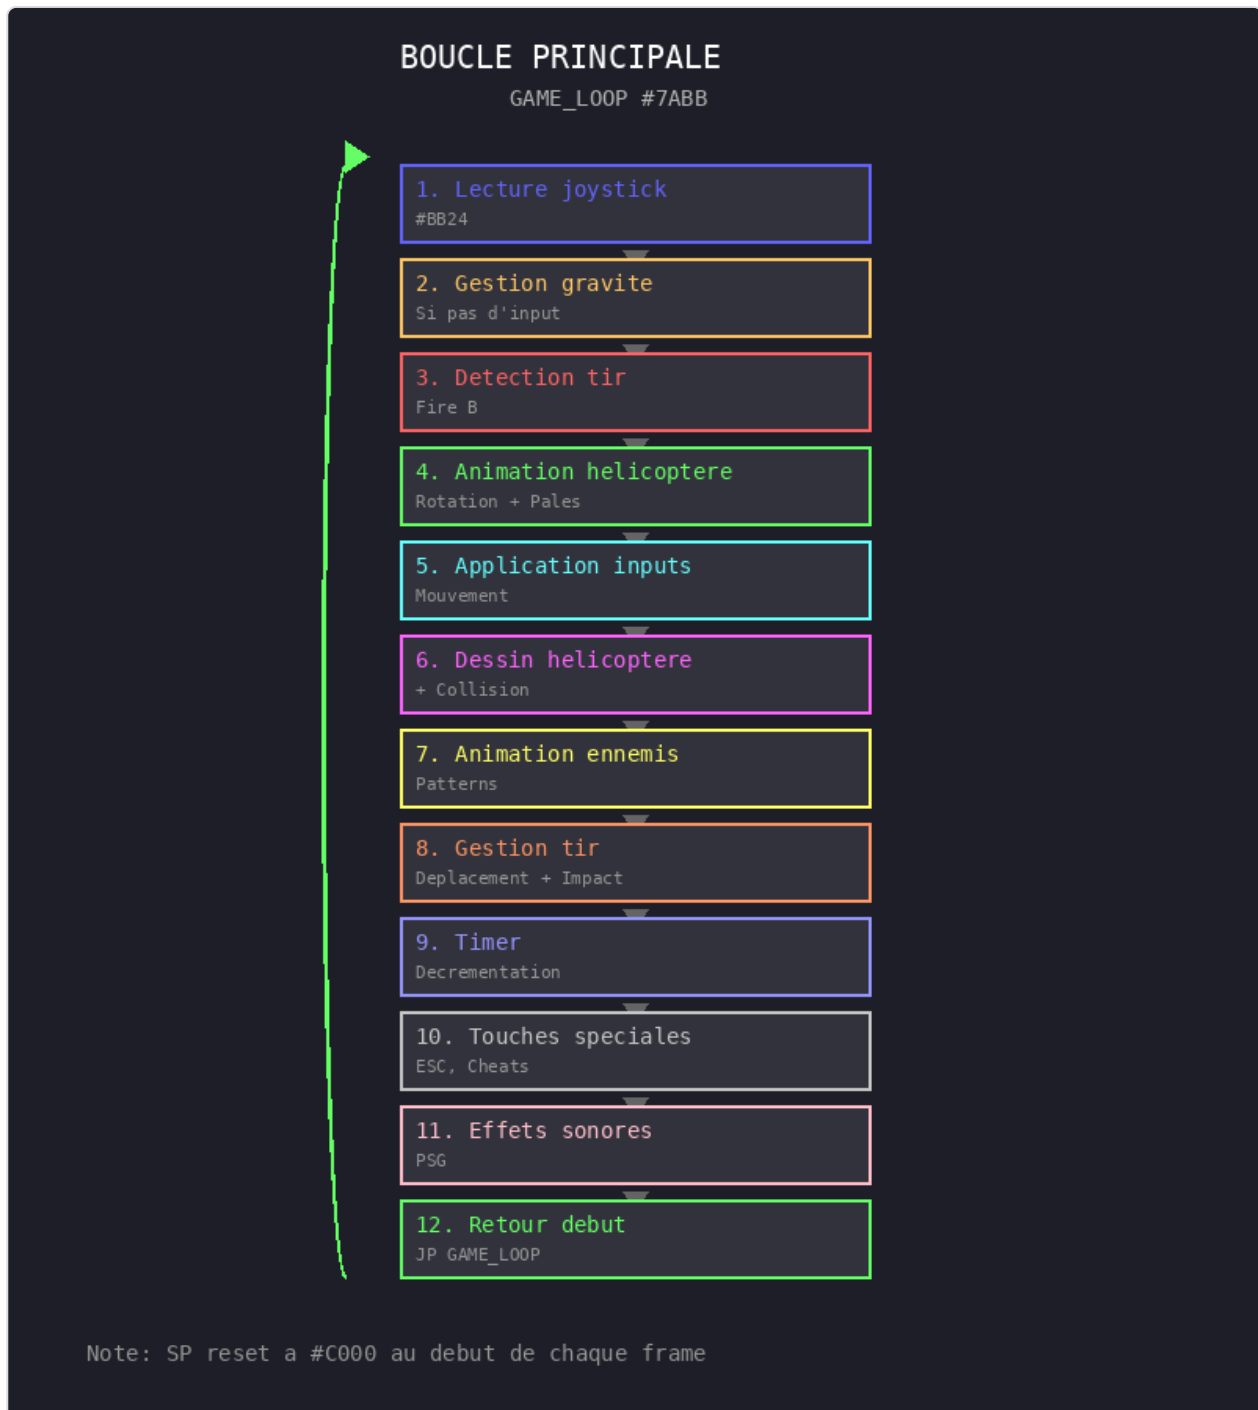 BOUCLE PRINCIPALE
GAME_LOOP #7ABB
1. Lecture joystick
#BB24
2. Gestion gravite
Si pas d'input
3. Detection tir
Fire B
4. Animation helicoptere
Rotation + Pales
5. Application inputs
Mouvement
6. Dessin helicoptere
+ Collision
7. Animation ennemis
Patterns
8. Gestion tir
Deplacement + Impact
9. Timer
Decrementation
10. Touches speciales
ESC, Cheats
11. Effets sonores
PSG
12. Retour debut
JP GAME_LOOP
Note: SP reset a #C000 au debut de chaque frame